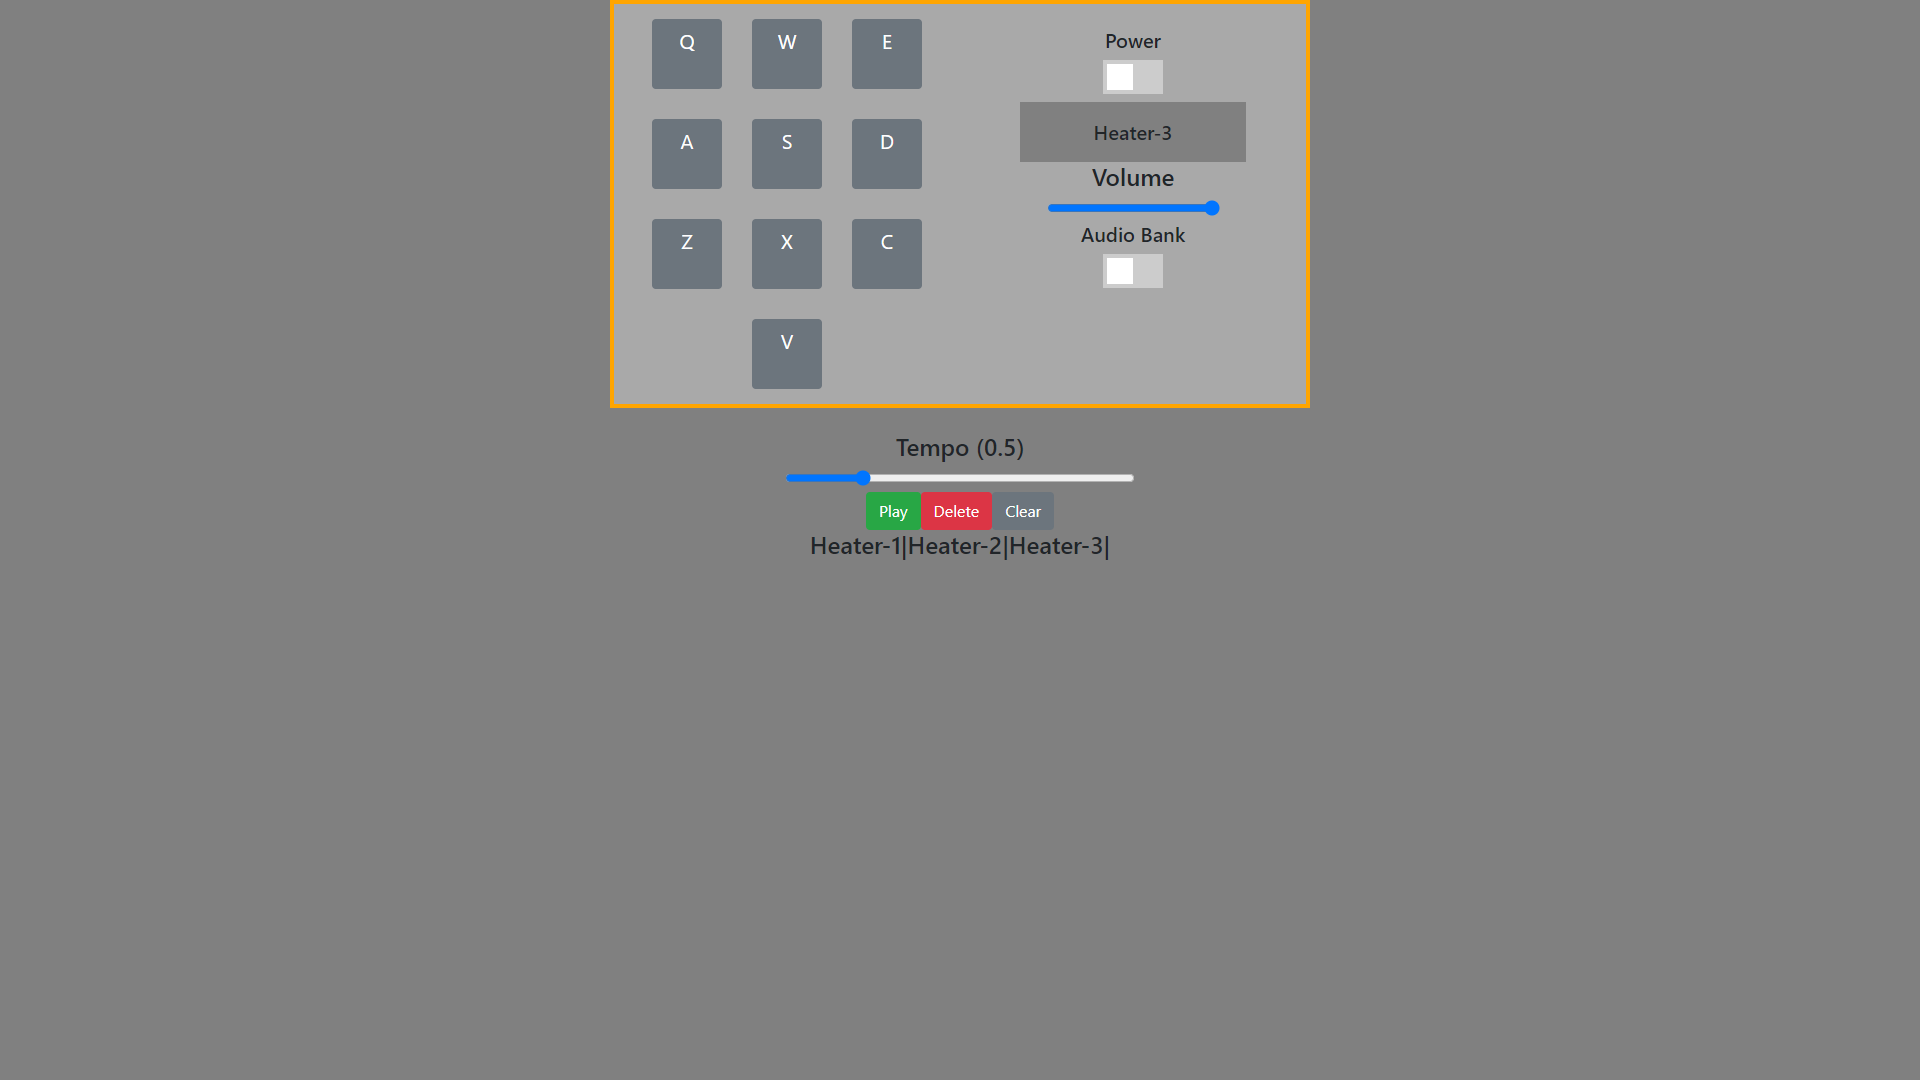 Q W E
Power
Heater-3
A S D
Volume
Z X C
Audio Bank
V
Tempo (0.5)
Play Delete Clear
Heater-1|Heater-2|Heater-3|